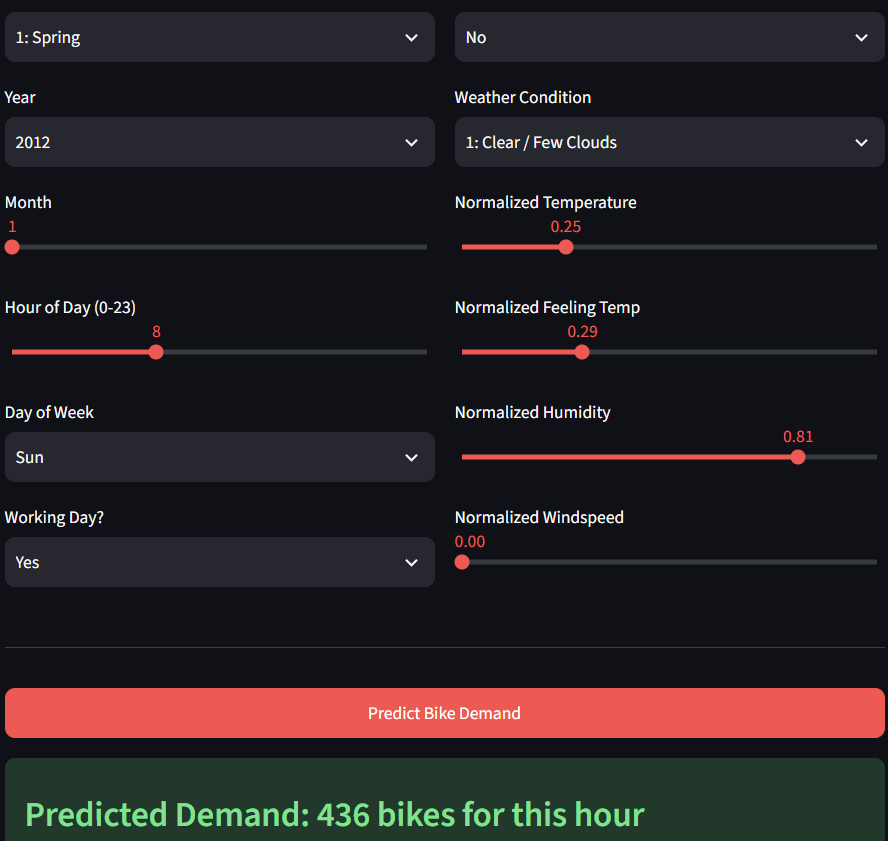 1: Spring
No
Year
Weather Condition
2012
1: Clear / Few Clouds
Month
Normalized Temperature
1
0.25
Hour of Day (0-23)
Normalized Feeling Temp
8
0.29
Day of Week
Normalized Humidity
0.81
Sun
Working Day?
Normalized Windspeed
0.00
Yes
Predict Bike Demand
Predicted Demand: 436 bikes for this hour